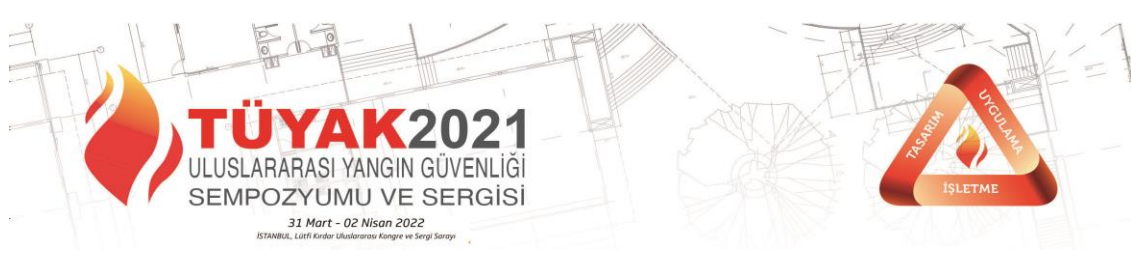 TÜYAK2021
ULUSLARARASI YANGIN GÜVENLİĞİ
SEMPOZYUMU VE SERGİSİ
31 Mart - 02 Nisan 2022
İSTANBUL, Lütfi Kırdar Uluslararası Kongre ve Sergi Sarayı
TASARIM
UYGULAMA
İŞLETME